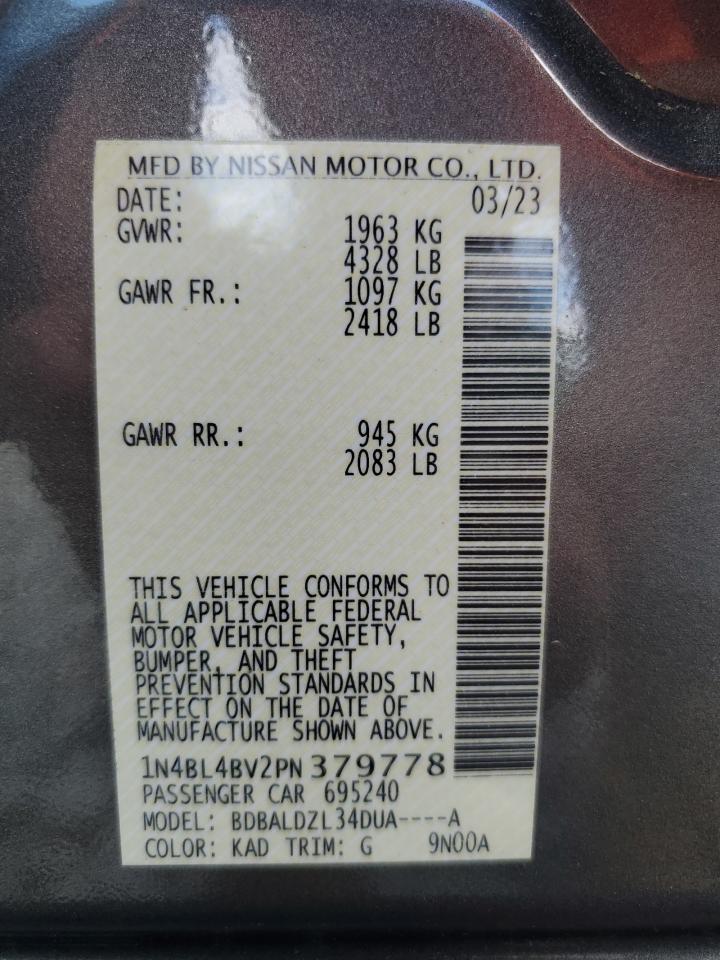 MFD BY NISSAN MOTOR CO., LTD.
DATE: 03/23
GVWR: 1963 KG
4328 LB
GAWR FR.: 1097 KG
2418 LB
GAWR RR.: 945 KG
2083 LB
THIS VEHICLE CONFORMS TO
ALL APPLICABLE FEDERAL
MOTOR VEHICLE SAFETY,
BUMPER, AND THEFT
PREVENTION STANDARDS IN
EFFECT ON THE DATE OF
MANUFACTURE SHOWN ABOVE.
1N4BL4BV2PN379778
PASSENGER CAR 695240
MODEL: BDBALDZL34DUA----A
COLOR: KAD TRIM: G 9N00A